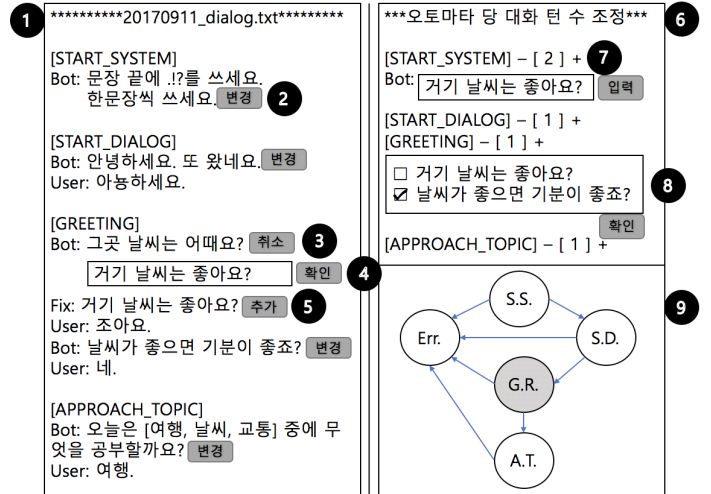 1 **********20170911_dialog.txt*********
[START_SYSTEM]
Bot: 문장 끝에 .!?를 쓰세요.
한문장씩 쓰세요. 변경 2
[START_DIALOG]
Bot: 안녕하세요. 또 왔네요. 변경
User: 아뇽하세요.
[GREETING]
Bot: 그곳 날씨는 어때요? 취소 3
거기 날씨는 좋아요? 확인 4
Fix: 거기 날씨는 좋아요? 추가 5
User: 조아요.
Bot: 날씨가 좋으면 기분이 좋죠? 변경
User: 네.
[APPROACH_TOPIC]
Bot: 오늘은 [여행, 날씨, 교통] 중에 무
엇을 공부할까요? 변경
User: 여행.
***오토마타 당 대화 턴 수 조정*** 6
[START_SYSTEM] – [ 2 ] + 7
Bot: 거기 날씨는 좋아요? 입력
[START_DIALOG] – [ 1 ] +
[GREETING] – [ 1 ] +
☐ 거기 날씨는 좋아요?
☑ 날씨가 좋으면 기분이 좋죠? 8
확인
[APPROACH_TOPIC] – [ 1 ] +
S.S. 9
Err. S.D.
G.R.
A.T.